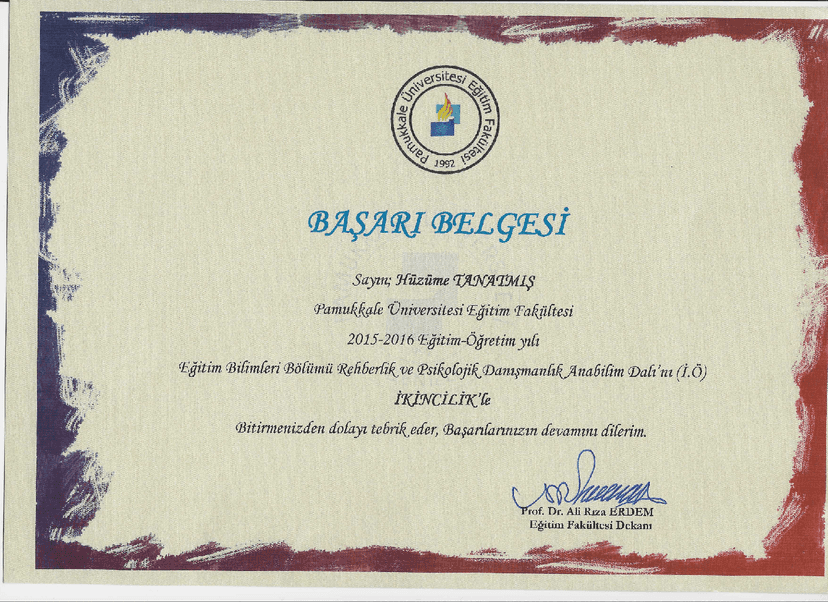 Pamukkale Üniversitesi Eğitim Fakültesi
1992
BAŞARI BELGESİ
Sayın; Hüzüme TANATMIŞ
Pamukkale Üniversitesi Eğitim Fakültesi
2015-2016 Eğitim-Öğretim yılı
Eğitim Bilimleri Bölümü Rehberlik ve Psikolojik Danışmanlık Anabilim Dalı'nı (İ.Ö)
İKİNCİLİK'le
Bitirmenizden dolayı tebrik eder, Başarılarınızın devamını dilerim.
Prof. Dr. Ali Rıza ERDEM
Eğitim Fakültesi Dekanı